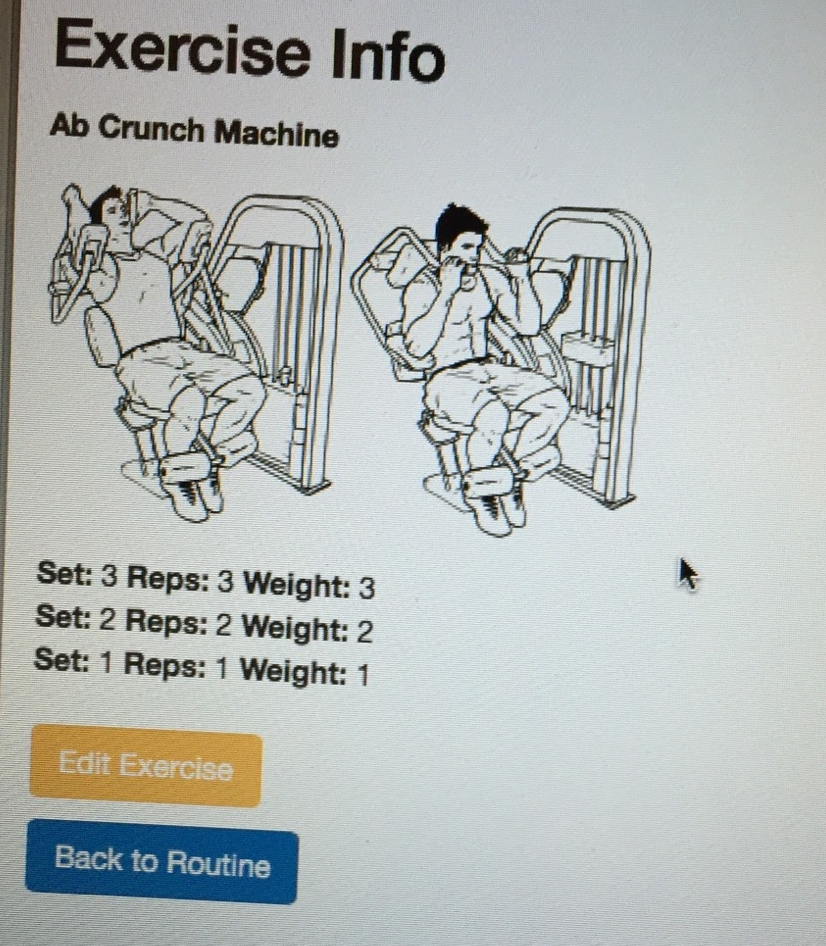 Exercise Info
Ab Crunch Machine
Set: 3 Reps: 3 Weight: 3
Set: 2 Reps: 2 Weight: 2
Set: 1 Reps: 1 Weight: 1
Edit Exercise
Back to Routine